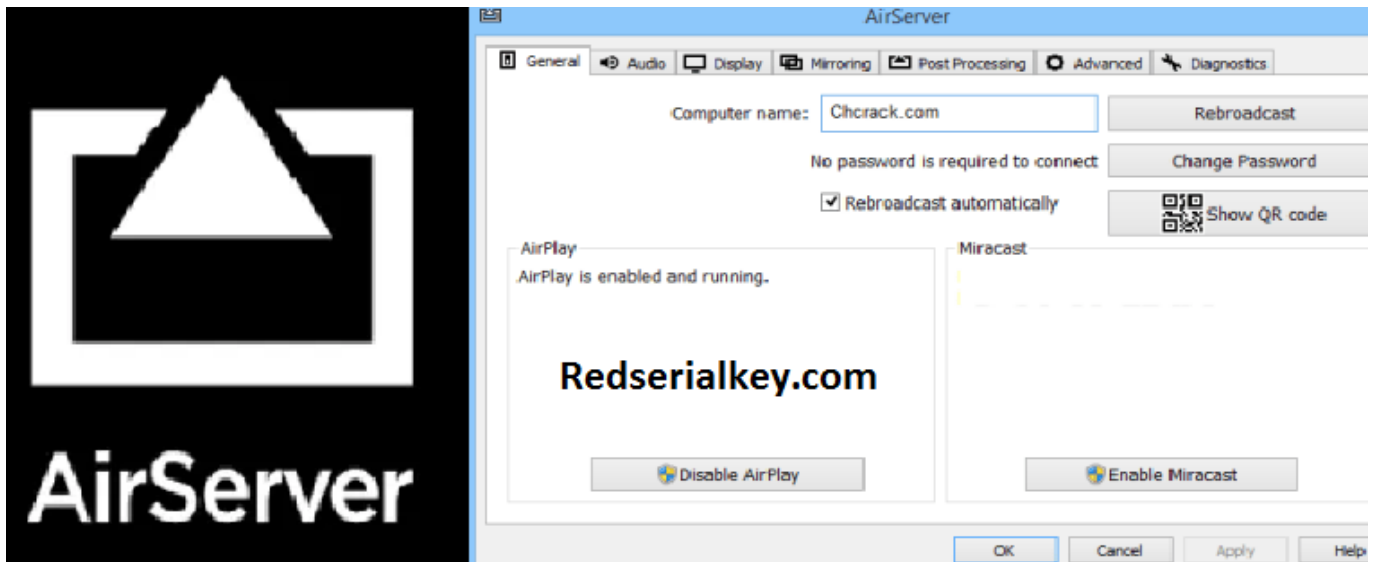 AirServer
AirServer
General Audio Display Mirroring Post Processing Advanced Diagnostics
Computer name: Clhcrack.com Rebroadcast
No password is required to connect Change Password
Rebroadcast automatically Show QR code
AirPlay Miracast
AirPlay is enabled and running.
Redserialkey.com
Disable AirPlay Enable Miracast
OK Cancel Apply Help